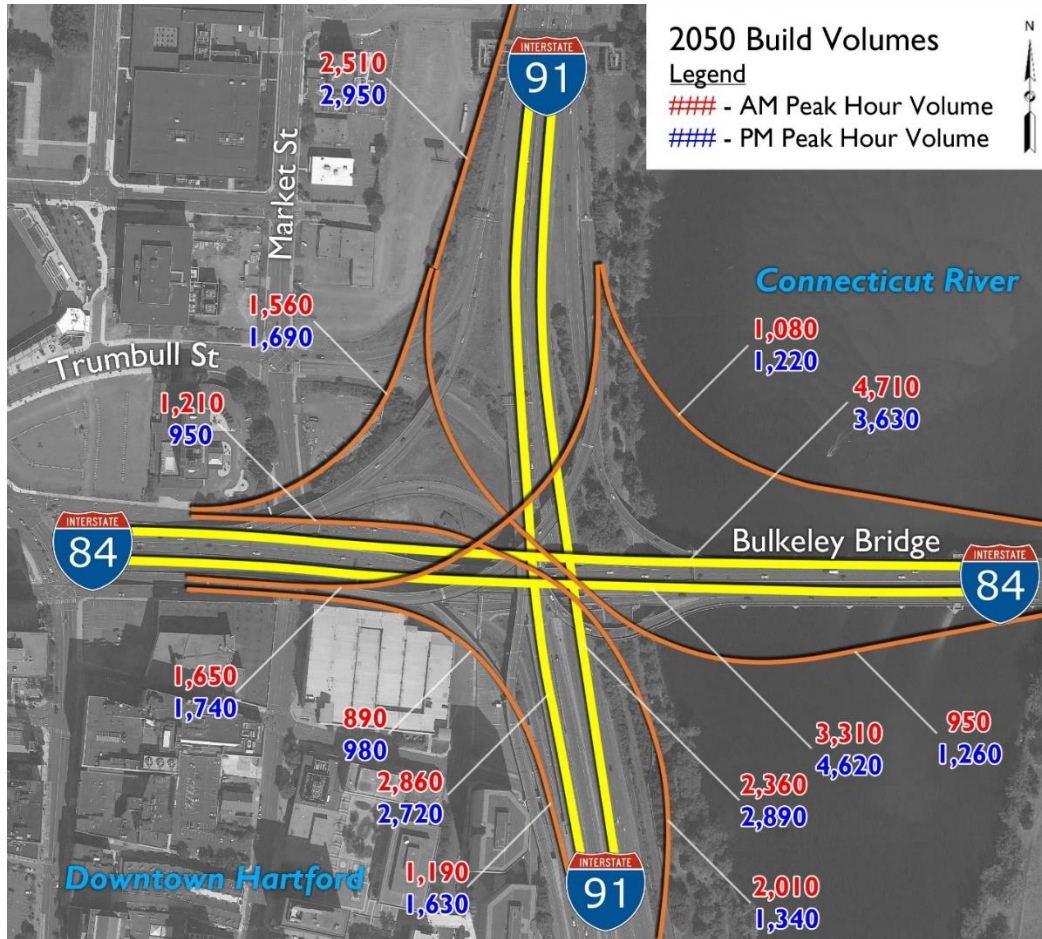 2050 Build Volumes
Legend
### - AM Peak Hour Volume
### - PM Peak Hour Volume
N
INTERSTATE
91
2,510
2,950
Market St
Connecticut River
1,560
1,690
1,080
1,220
Trumbull St
4,710
3,630
1,210
950
INTERSTATE
84
Bulkeley Bridge
INTERSTATE
84
1,650
1,740
890
980
3,310
4,620
950
1,260
2,860
2,720
2,360
2,890
Downtown Hartford
1,190
1,630
INTERSTATE
91
2,010
1,340